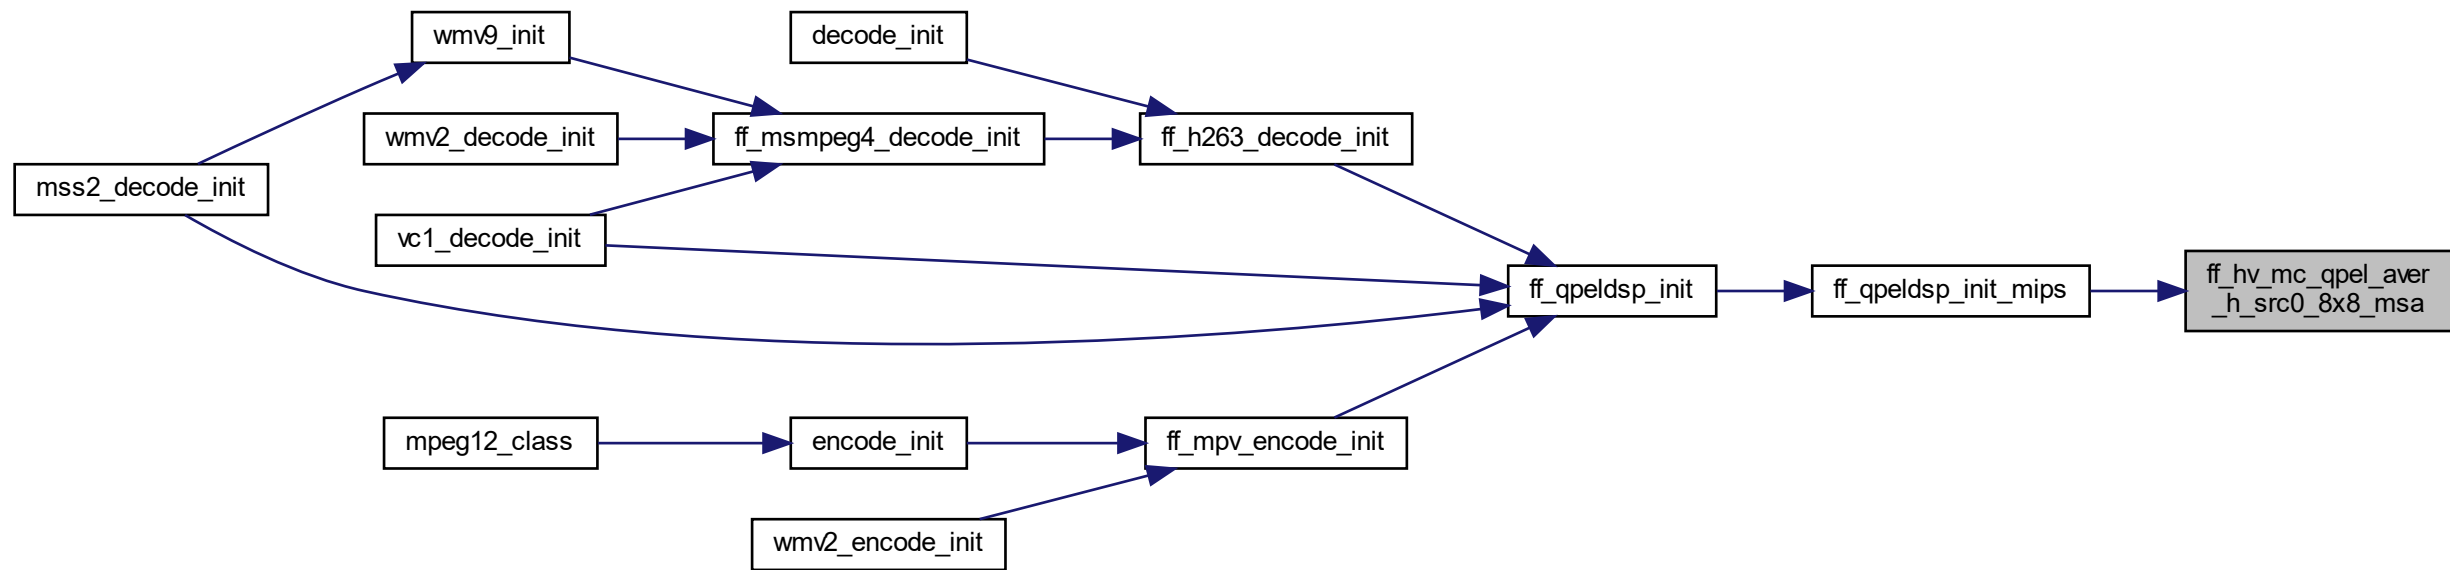 wmv9_init
decode_init
wmv2_decode_init
ff_msmpeg4_decode_init
ff_h263_decode_init
mss2_decode_init
vc1_decode_init
ff_qpeldsp_init
ff_qpeldsp_init_mips
ff_hv_mc_qpel_aver
_h_src0_8x8_msa
mpeg12_class
encode_init
ff_mpv_encode_init
wmv2_encode_init